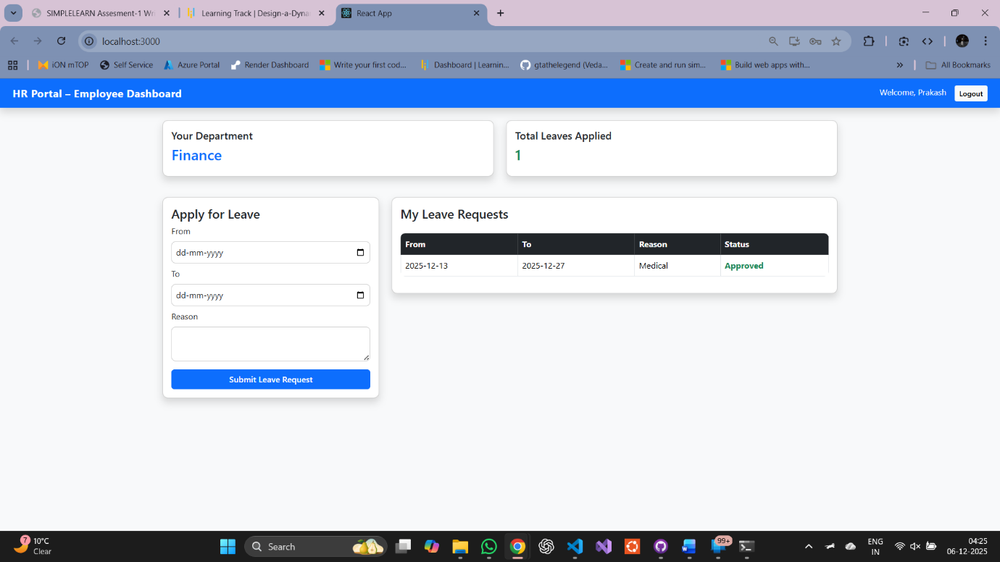 SIMPLELEARN Assesment-1 Wri
Learning Track | Design-a-Dyna
React App
localhost:3000
iON mTOP
Self Service
Azure Portal
Render Dashboard
Write your first cod...
Dashboard | Learnin...
gtathelegend (Veda...
Create and run sim...
Build web apps with...
All Bookmarks
HR Portal – Employee Dashboard
Welcome, Prakash
Logout
Your Department
Finance
Total Leaves Applied
1
Apply for Leave
From
dd-mm-yyyy
To
dd-mm-yyyy
Reason
Submit Leave Request
My Leave Requests
From To Reason Status
2025-12-13 2025-12-27 Medical Approved
7
10°C
Clear
Search
99+
ENG
IN
04:25
06-12-2025